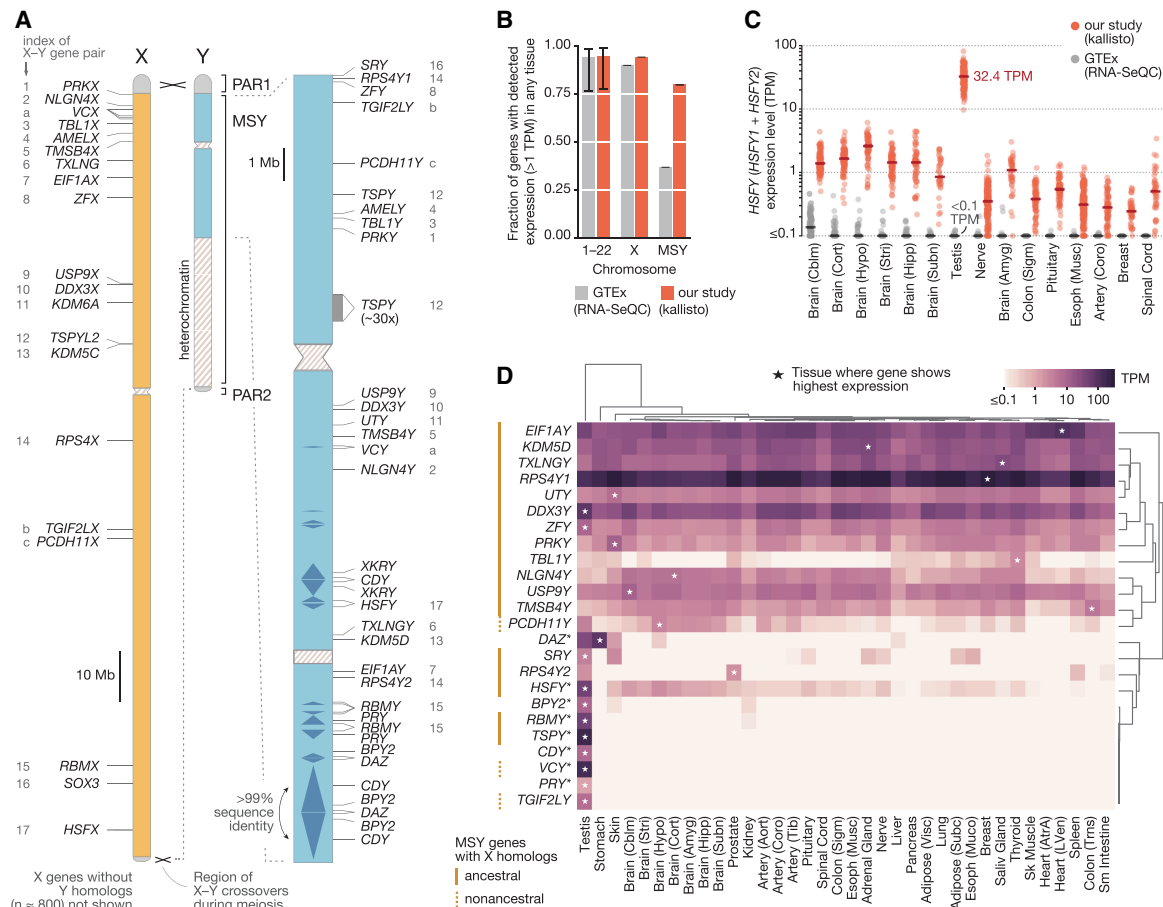 A
index of
X–Y gene pair
X
Y
1 PRKX
2 NLGN4X
a VCX
3 TBL1X
4 AMELX
5 TMSB4X
6 TXLNG
7 EIF1AX
8 ZFX
9 USP9X
10 DDX3X
11 KDM6A
12 TSPYL2
13 KDM5C
14 RPS4X
b TGIF2LX
c PCDH11X
15 RBMX
16 SOX3
17 HSFX
10 Mb
X genes without
Y homologs
(n ≈ 800) not shown
Region of
X–Y crossovers
during meiosis
PAR1
MSY
heterochromatin
PAR2
1 Mb
>99%
sequence
identity
SRY 16
RPS4Y1 14
ZFY 8
TGIF2LY b
PCDH11Y c
TSPY 12
AMELY 4
TBL1Y 3
PRKY 1
TSPY 12
(~30x)
USP9Y 9
DDX3Y 10
UTY 11
TMSB4Y 5
VCY a
NLGN4Y 2
XKRY
CDY
XKRY
HSFY 17
TXLNGY 6
KDM5D 13
EIF1AY 7
RPS4Y2 14
RBMY 15
PRY
RBMY 15
PRY
BPY2
DAZ
CDY
BPY2
DAZ
BPY2
CDY
B
Fraction of genes with detected
expression (>1 TPM) in any tissue
1.00
0.75
0.50
0.25
0
1–22
X
MSY
Chromosome
GTEx
(RNA-SeQC)
our study
(kallisto)
C
our study
(kallisto)
GTEx
(RNA-SeQC)
HSFY (HSFY1 + HSFY2)
expression level (TPM)
100
10
1
≤0.1
32.4 TPM
<0.1
TPM
Brain (Cblm)
Brain (Cort)
Brain (Hypo)
Brain (Stri)
Brain (Hipp)
Brain (Subn)
Testis
Nerve
Brain (Amyg)
Colon (Sigm)
Pituitary
Esoph (Musc)
Artery (Coro)
Breast
Spinal Cord
D
★ Tissue where gene shows
highest expression
TPM
≤0.1 1 10 100
EIF1AY
KDM5D
TXLNGY
RPS4Y1
UTY
DDX3Y
ZFY
PRKY
TBL1Y
NLGN4Y
USP9Y
TMSB4Y
PCDH11Y
DAZ*
SRY
RPS4Y2
HSFY*
BPY2*
RBMY*
TSPY*
CDY*
VCY*
PRY*
TGIF2LY
MSY genes
with X homologs
ancestral
nonancestral
Testis
Stomach
Skin
Brain (Cblm)
Brain (Stri)
Brain (Hypo)
Brain (Cort)
Brain (Amyg)
Brain (Hipp)
Brain (Subn)
Prostate
Kidney
Artery (Aort)
Artery (Coro)
Artery (Tib)
Pituitary
Spinal Cord
Colon (Sigm)
Esoph (Musc)
Adrenal Gland
Nerve
Liver
Pancreas
Adipose (Visc)
Lung
Adipose (Subc)
Esoph (Muco)
Breast
Saliv Gland
Thyroid
Sk Muscle
Heart (AtrA)
Heart (LVen)
Spleen
Colon (Trns)
Sm Intestine